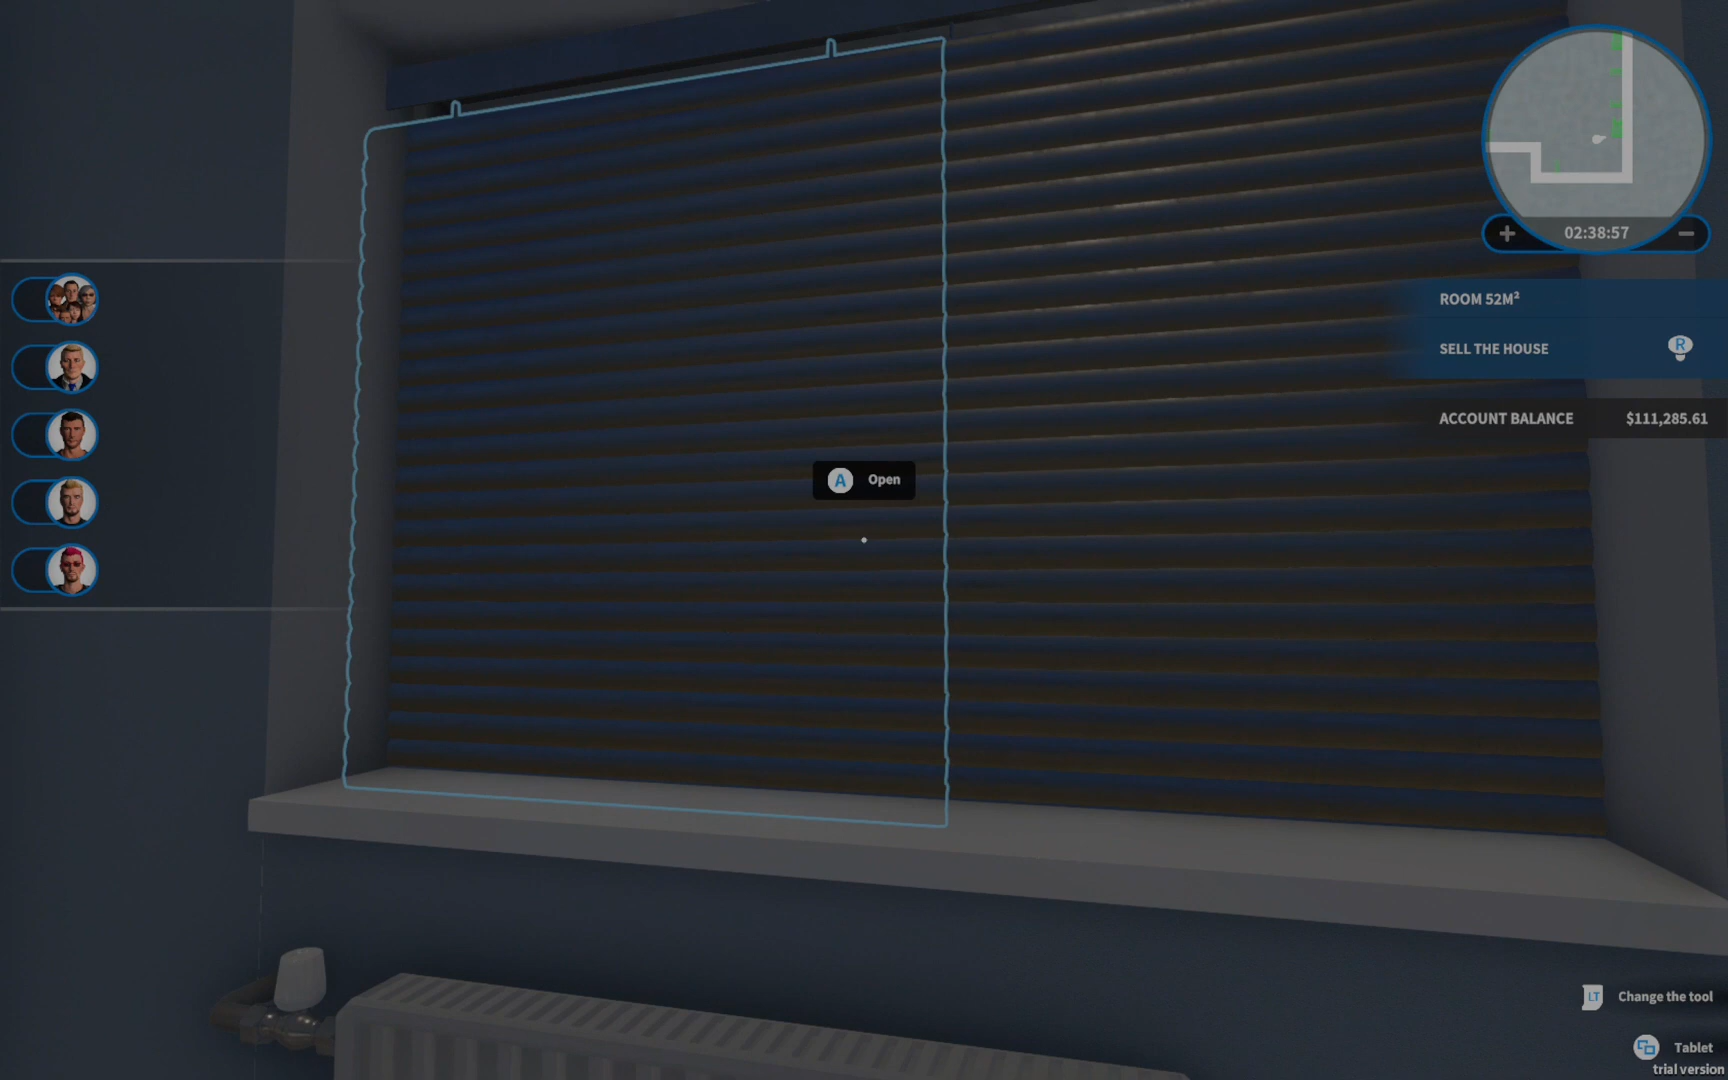 02:38:57
ROOM 52M²
SELL THE HOUSE R
ACCOUNT BALANCE $111,285.61
A Open
LT Change the tool
Tablet
trial version